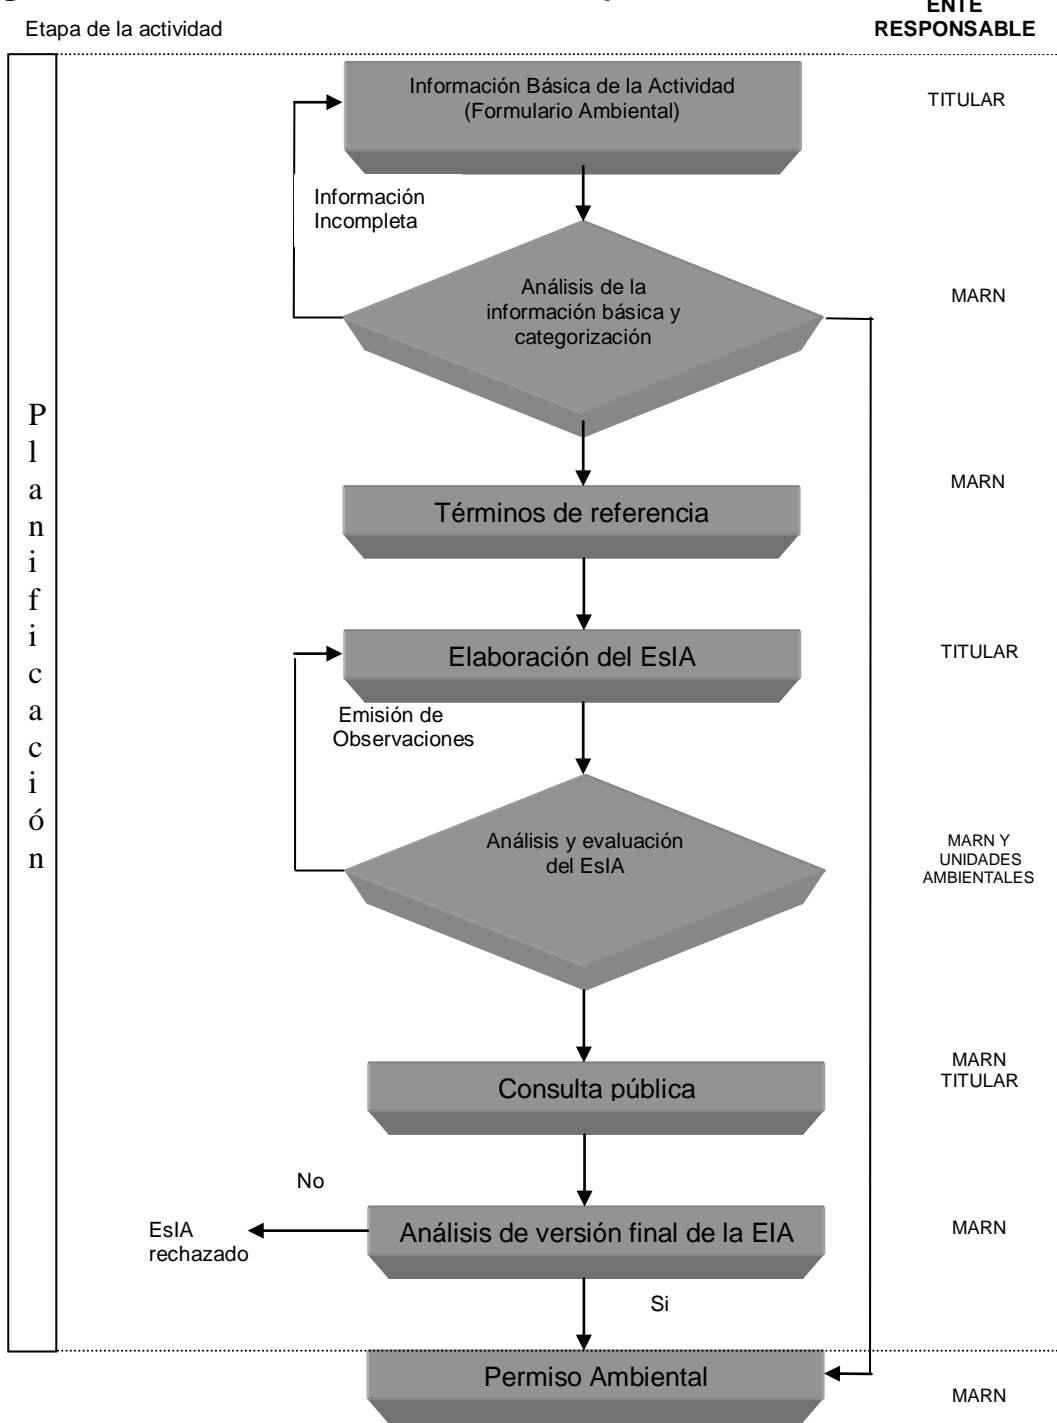 Etapa de la actividad
ENTE
RESPONSABLE
Información Básica de la Actividad
(Formulario Ambiental)
TITULAR
Información
Incompleta
Análisis de la
información básica y
categorización
MARN
Términos de referencia
MARN
Elaboración del EsIA
TITULAR
Emisión de
Observaciones
Análisis y evaluación
del EsIA
MARN Y
UNIDADES
AMBIENTALES
Consulta pública
MARN
TITULAR
No
EsIA
rechazado
Análisis de versión final de la EIA
MARN
Si
Permiso Ambiental
MARN
Planificación